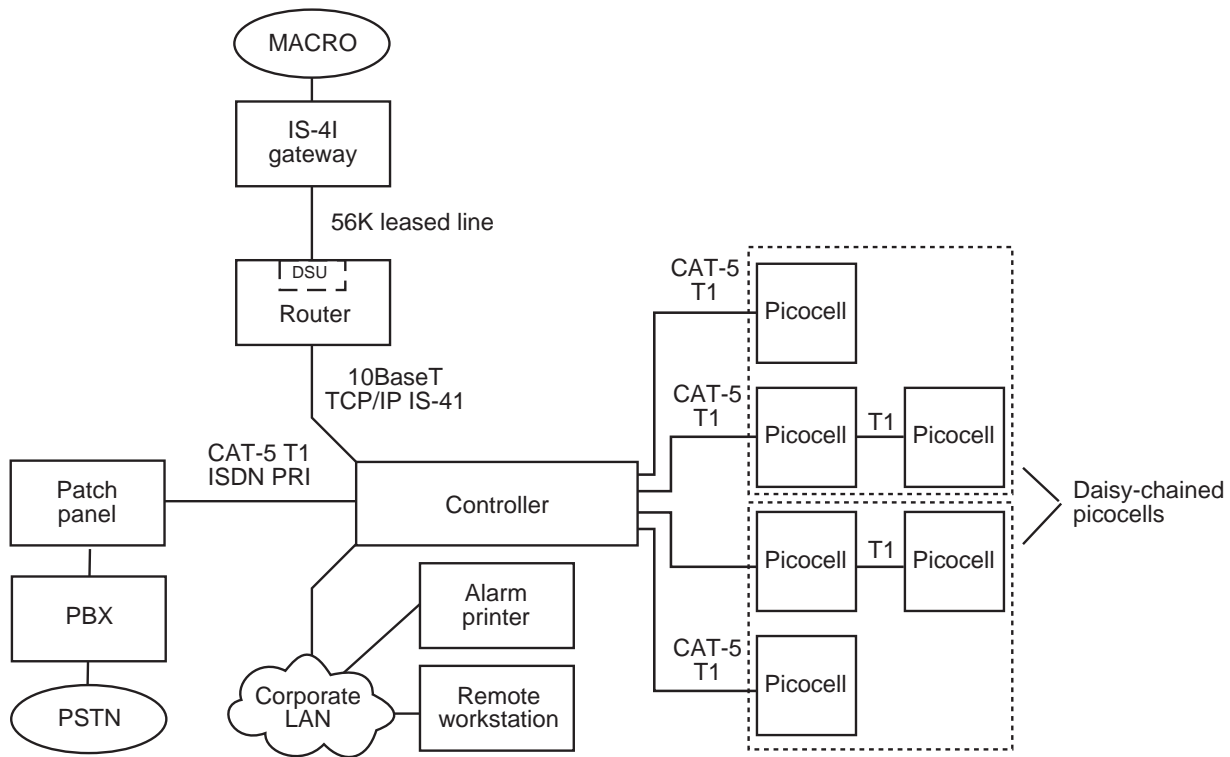 MACRO
IS-4I
gateway
56K leased line
DSU
Router
10BaseT
TCP/IP IS-41
CAT-5 T1
ISDN PRI
Patch
panel
PBX
PSTN
Controller
Corporate
LAN
Alarm
printer
Remote
workstation
CAT-5
T1
Picocell
CAT-5
T1
Picocell
T1
Picocell
Picocell
T1
Picocell
CAT-5
T1
Picocell
Daisy-chained
picocells